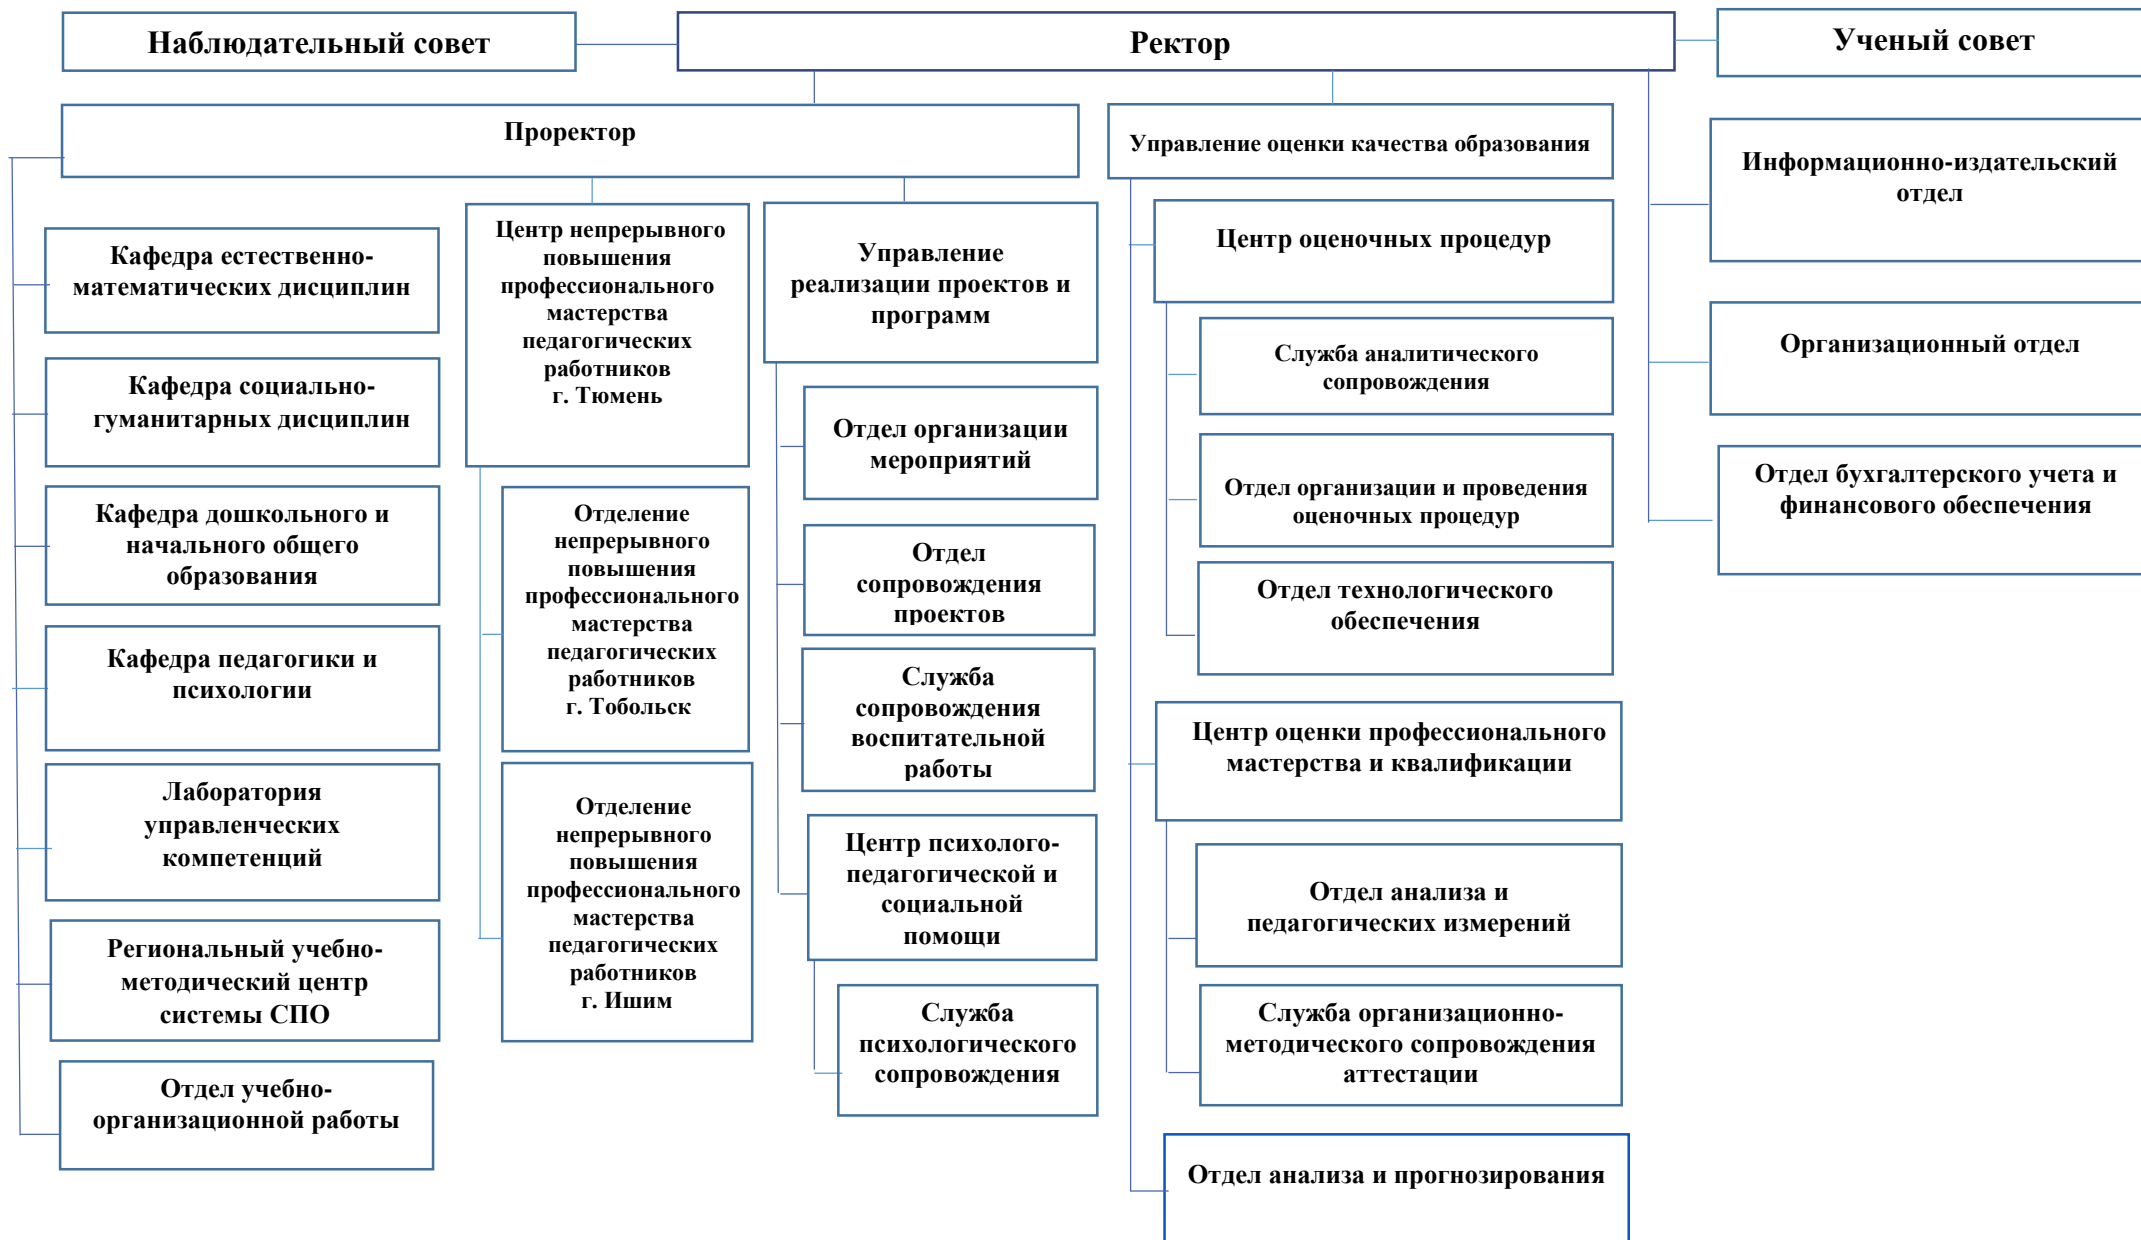 Наблюдательный совет
Ректор
Ученый совет
Проректор
Кафедра естественно-
математических дисциплин
Кафедра социально-
гуманитарных дисциплин
Кафедра дошкольного и
начального общего
образования
Кафедра педагогики и
психологии
Лаборатория
управленческих
компетенций
Региональный учебно-
методический центр
системы СПО
Отдел учебно-
организационной работы
Центр непрерывного
повышения
профессионального
мастерства
педагогических
работников
г. Тюмень
Отделение
непрерывного
повышения
профессионального
мастерства
педагогических
работников
г. Тобольск
Отделение
непрерывного
повышения
профессионального
мастерства
педагогических
работников
г. Ишим
Управление
реализации проектов и
программ
Отдел организации
мероприятий
Отдел
сопровождения
проектов
Служба
сопровождения
воспитательной
работы
Центр психолого-
педагогической и
социальной
помощи
Служба
психологического
сопровождения
Управление оценки качества образования
Центр оценочных процедур
Служба аналитического
сопровождения
Отдел организации и проведения
оценочных процедур
Отдел технологического
обеспечения
Центр оценки профессионального
мастерства и квалификации
Отдел анализа и
педагогических измерений
Служба организационно-
методического сопровождения
аттестации
Отдел анализа и прогнозирования
Информационно-издательский
отдел
Организационный отдел
Отдел бухгалтерского учета и
финансового обеспечения